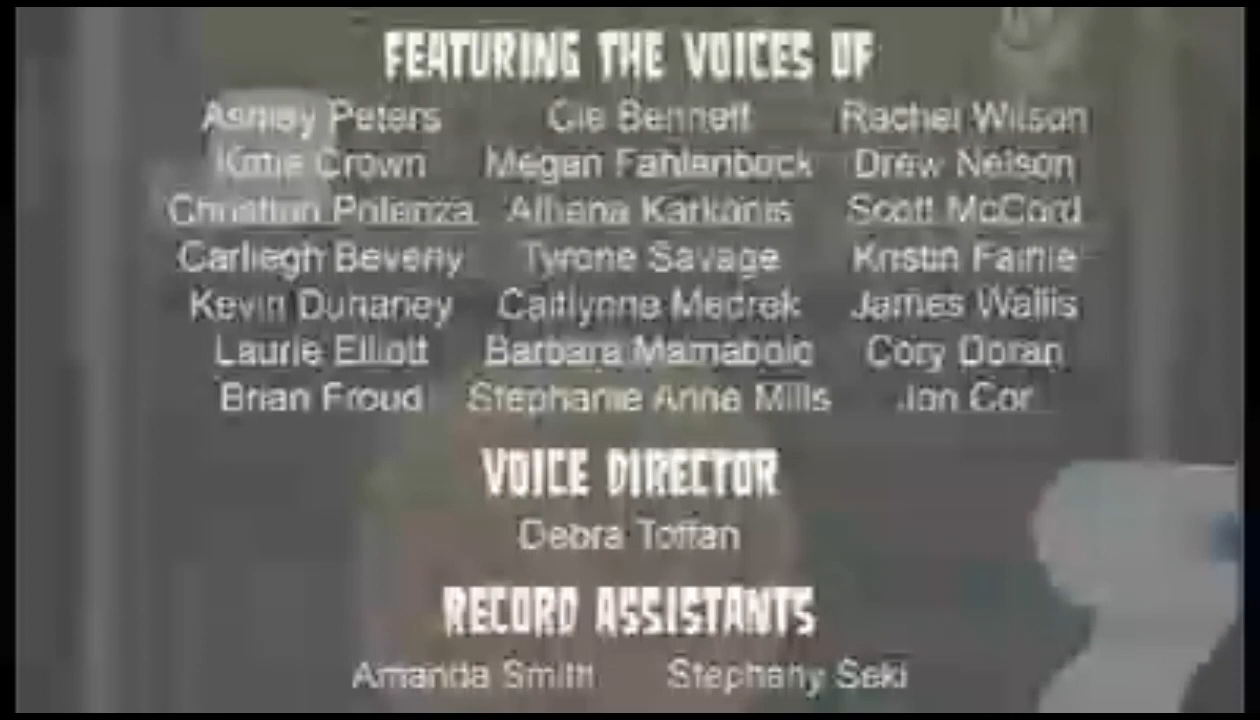 FEATURING THE VOICES OF
Ashley Peters Cle Bennett Rachel Wilson
Katie Crown Megan Fahlenbock Drew Nelson
Christian Potenza Athena Karkanis Scott McCord
Carliegh Beverly Tyrone Savage Kristin Fairlie
Kevin Duhaney Caitlynne Medrek James Wallis
Laurie Elliott Barbara Mamabolo Cory Doran
Brian Froud Stephanie Anne Mills Jon Cor
VOICE DIRECTOR
Debra Toffan
RECORD ASSISTANTS
Amanda Smith Stephany Seki